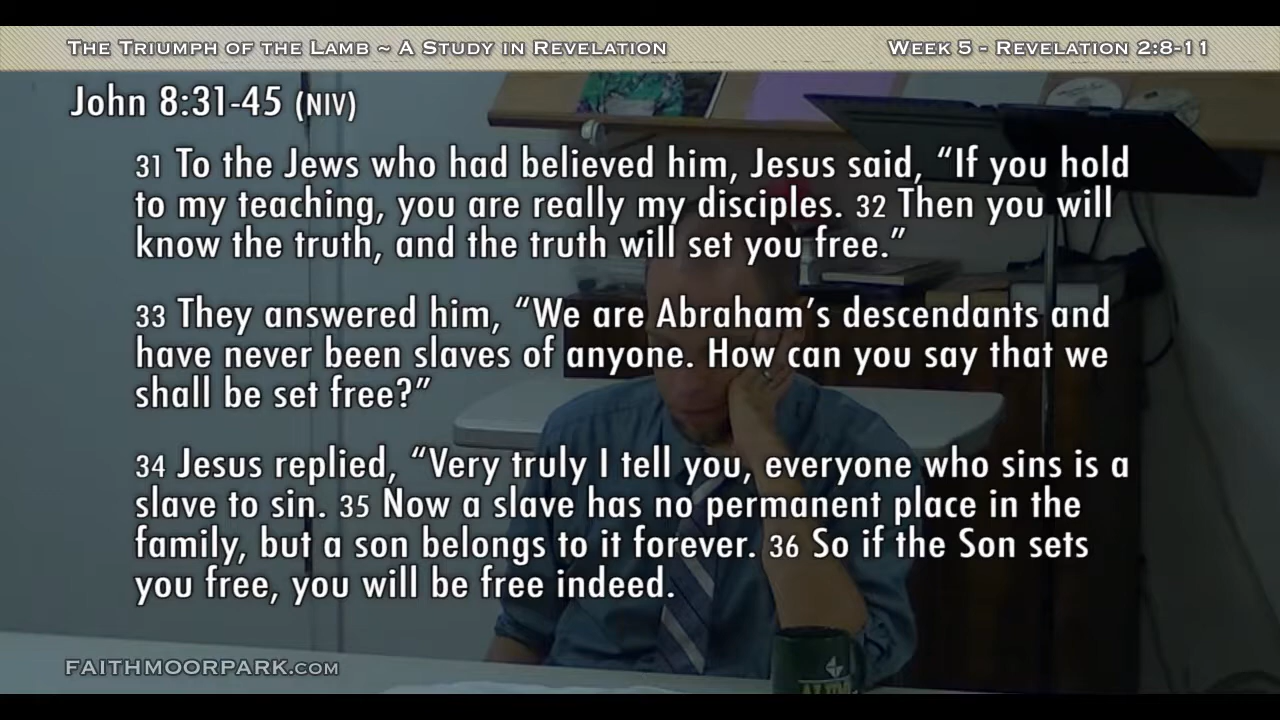 The Triumph of the Lamb ~ A Study in Revelation
Week 5 - Revelation 2:8-11
John 8:31-45 (NIV)
31 To the Jews who had believed him, Jesus said, “If you hold
to my teaching, you are really my disciples. 32 Then you will
know the truth, and the truth will set you free.”
33 They answered him, “We are Abraham’s descendants and
have never been slaves of anyone. How can you say that we
shall be set free?”
34 Jesus replied, “Very truly I tell you, everyone who sins is a
slave to sin. 35 Now a slave has no permanent place in the
family, but a son belongs to it forever. 36 So if the Son sets
you free, you will be free indeed.
FAITHMOORPARK.COM